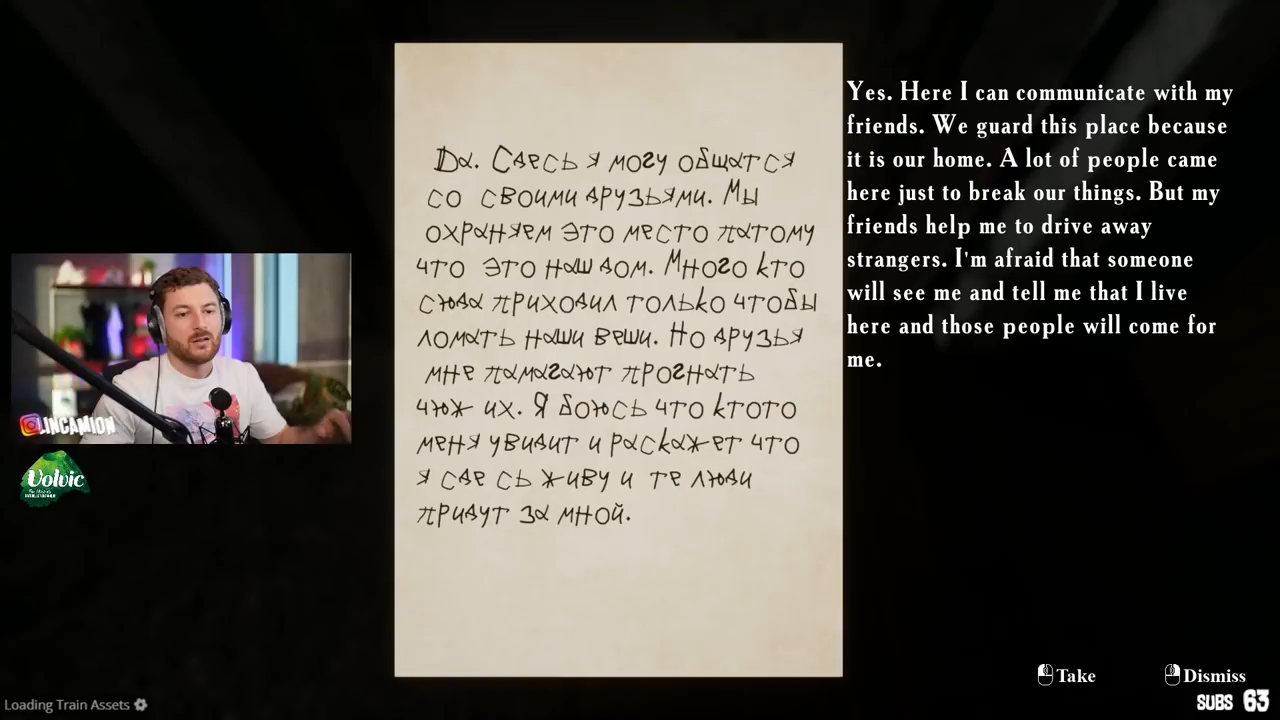 Да. Сдесь я могу общатся
со своими друзьями. Мы
охраняем это место патому
что это наш дом. Много кто
сюда приходил только чтобы
ломать наши веши. Но друзья
мне памагают прогнать
чюж их. Я боюсь что ктото
меня увидит и раскажет что
я сде сь живу и те люди
придут за мной.
Yes. Here I can communicate with my
friends. We guard this place because
it is our home. A lot of people came
here just to break our things. But my
friends help me to drive away
strangers. I'm afraid that someone
will see me and tell me that I live
here and those people will come for
me.
LINCAMION
Volvic
Take
Dismiss
Loading Train Assets
SUBS 63